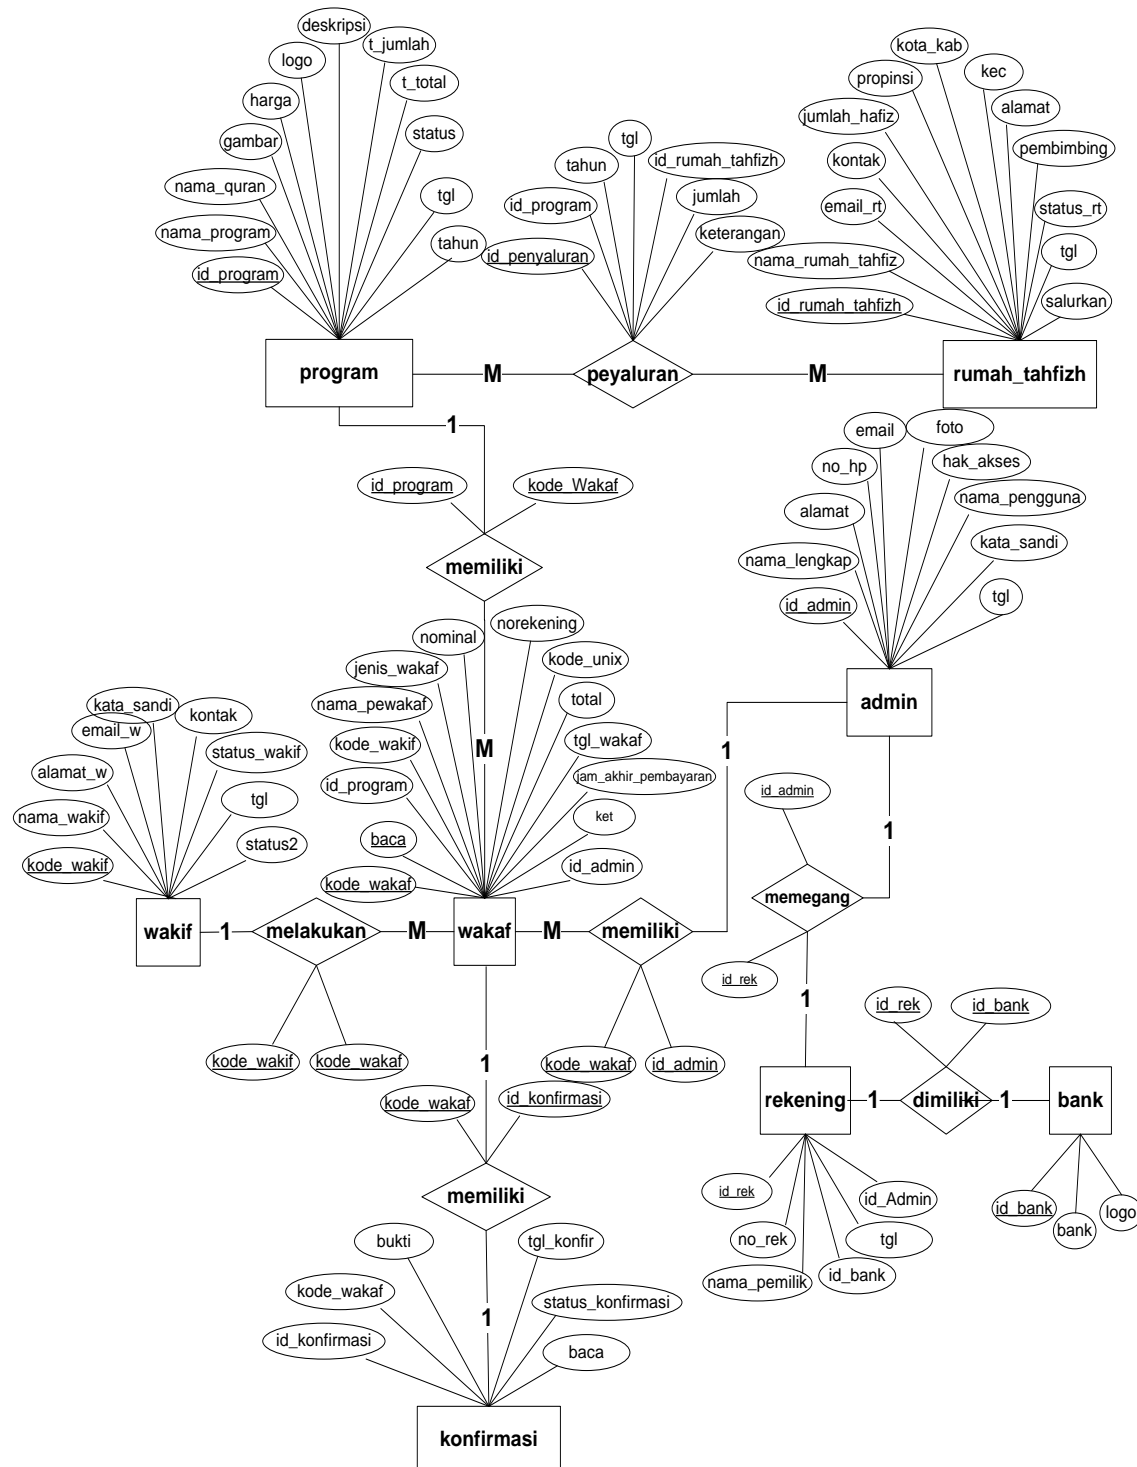 deskripsi
t_jumlah
logo
t_total
harga
status
gambar
nama_quran
tgl
nama_program
tahun
id_program
tgl
tahun
id_rumah_tahfizh
id_program
jumlah
id_penyaluran
keterangan
kota_kab
kec
propinsi
alamat
jumlah_hafiz
pembimbing
kontak
email_rt
status_rt
nama_rumah_tahfiz
tgl
id_rumah_tahfizh
salurkan
program
M
peyaluran
M
rumah_tahfizh
1
id_program
kode_Wakaf
memiliki
email
foto
no_hp
hak_akses
alamat
nama_pengguna
nama_lengkap
kata_sandi
id_admin
tgl
admin
nominal
norekening
jenis_wakaf
kode_unix
nama_pewakaf
total
kode_wakif
M
tgl_wakaf
id_program
jam_akhir_pembayaran
baca
ket
kode_wakaf
id_admin
kata_sandi
email_w
kontak
alamat_w
status_wakif
nama_wakif
tgl
kode_wakif
status2
1
1
id_admin
memegang
id_rek
1
wakif
1
melakukan
M
wakaf
M
memiliki
kode_wakif
kode_wakaf
kode_wakaf
id_admin
1
kode_wakaf
id_konfirmasi
memiliki
id_rek
id_bank
rekening
1
dimiliki
1
bank
id_rek
id_Admin
no_rek
tgl
nama_pemilik
id_bank
id_bank
bank
logo
bukti
tgl_konfir
kode_wakaf
status_konfirmasi
id_konfirmasi
1
baca
konfirmasi